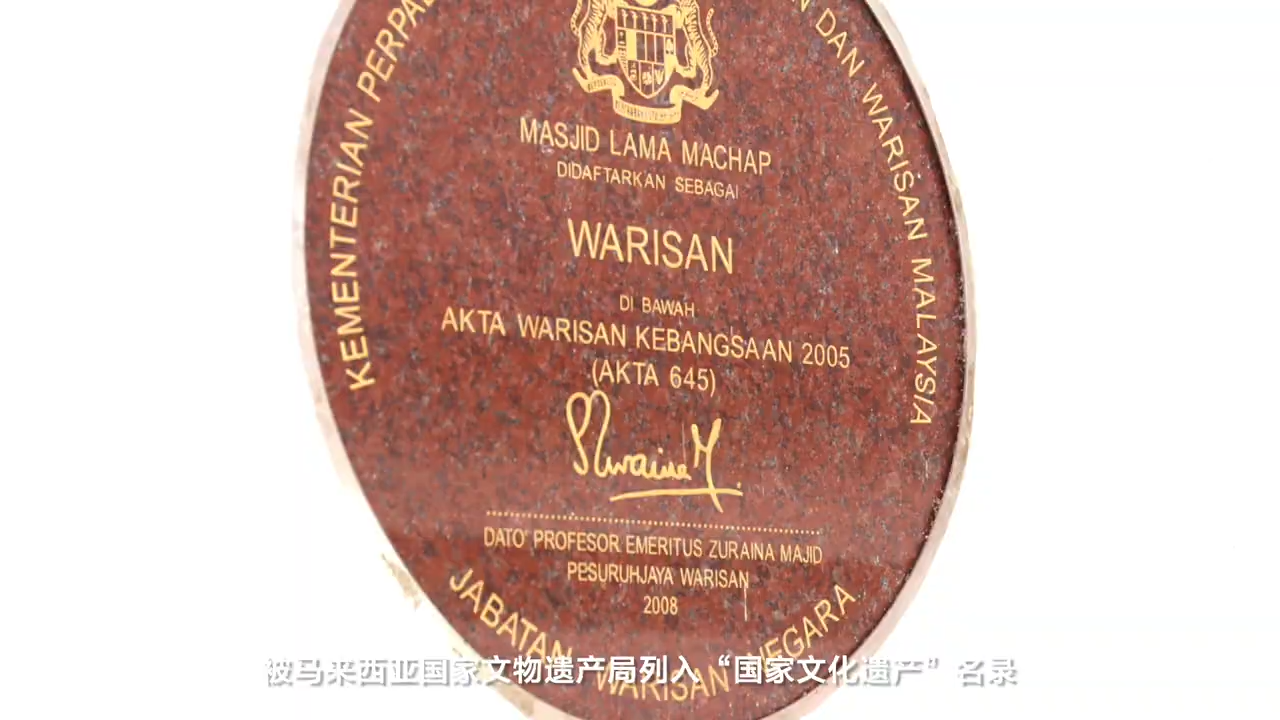 KEMENTERIAN
DAN WARISAN MALAYSIA
MASJID LAMA MACHAP
DIDAFTARKAN SEBAGAI
WARISAN
DI BAWAH
AKTA WARISAN KEBANGSAAN 2005
(AKTA 645)
DATO' PROFESOR EMERITUS ZURAINA MAJID
PESURUHJAYA WARISAN
2008
JABATAN WARISAN NEGARA
被马来西亚国家文物遗产局列入“国家文化遗产”名录